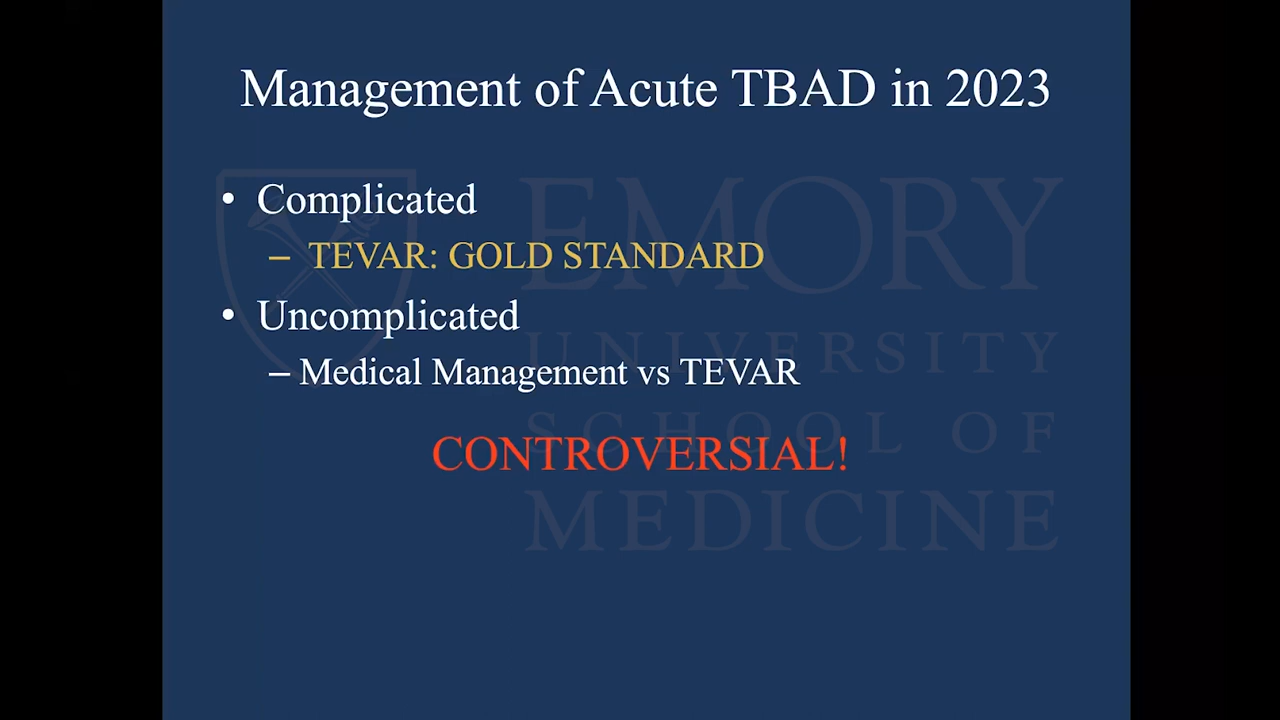 Management of Acute TBAD in 2023
• Complicated
– TEVAR: GOLD STANDARD
• Uncomplicated
– Medical Management vs TEVAR
CONTROVERSIAL!
EMORY
UNIVERSITY
SCHOOL OF
MEDICINE